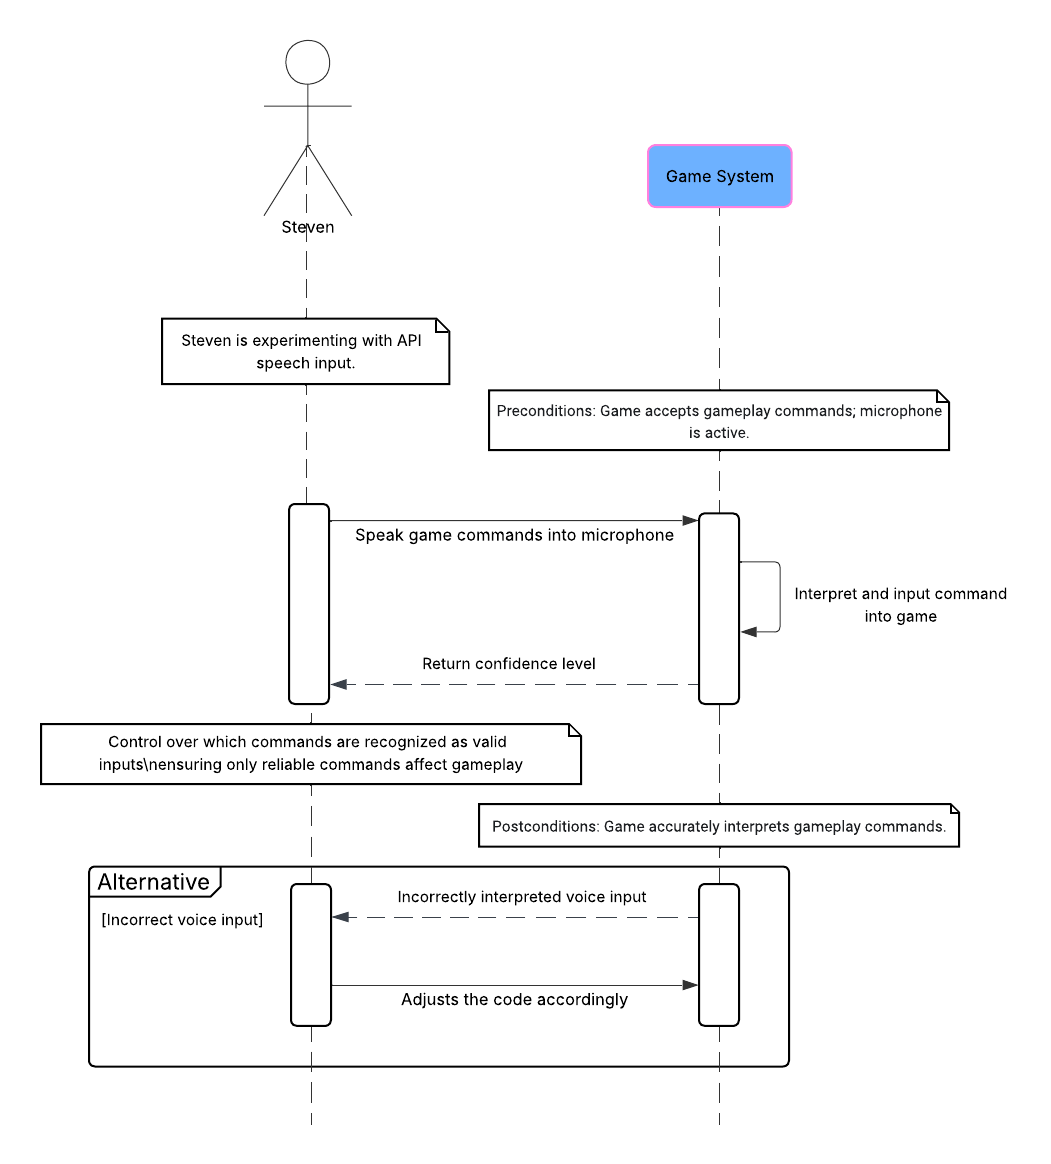 Steven
Game System
Steven is experimenting with API
speech input.
Preconditions: Game accepts gameplay commands; microphone
is active.
Speak game commands into microphone
Interpret and input command
into game
Return confidence level
Control over which commands are recognized as valid
inputs\nensuring only reliable commands affect gameplay
Postconditions: Game accurately interprets gameplay commands.
Alternative
[Incorrect voice input]
Incorrectly interpreted voice input
Adjusts the code accordingly